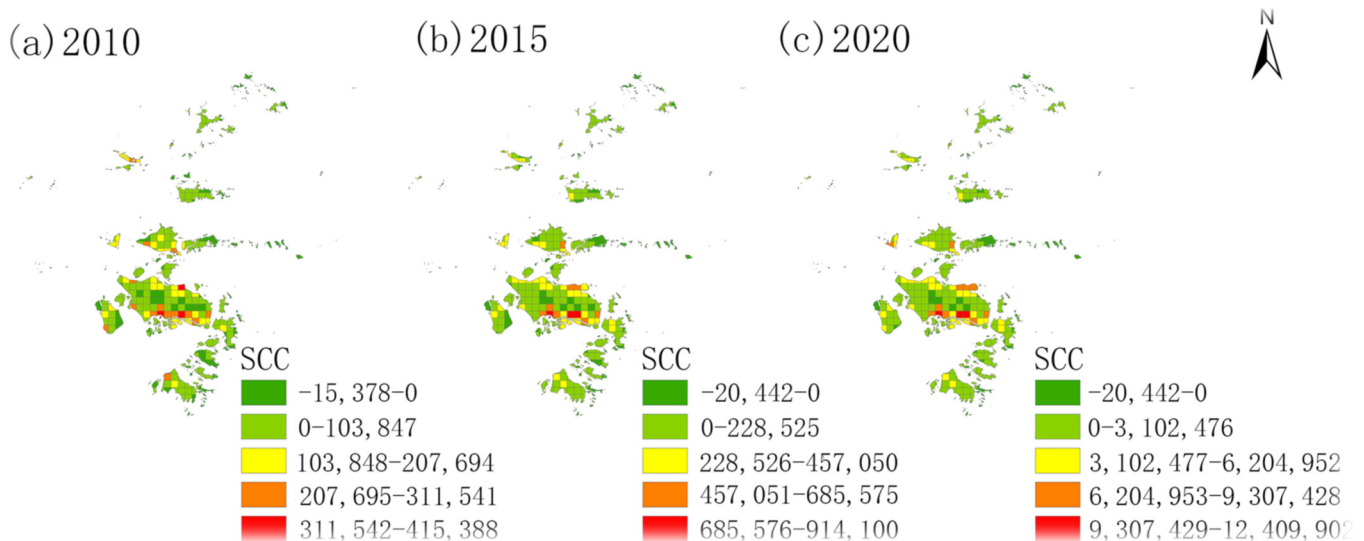 (a)2010
(b)2015
(c)2020
N
SCC
-15,378-0
0-103,847
103,848-207,694
207,695-311,541
311,542-415,388
SCC
-20,442-0
0-228,525
228,526-457,050
457,051-685,575
685,576-914,100
SCC
-20,442-0
0-3,102,476
3,102,477-6,204,952
6,204,953-9,307,428
9,307,429-12,409,902